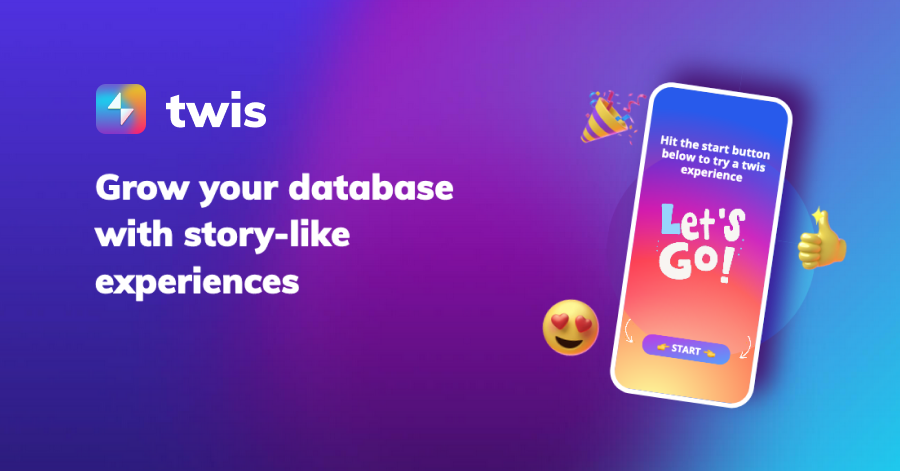 twis
Grow your database
with story-like
experiences
Hit the start button
below to try a twis
experience
Let's
Go!
👉 START 👈